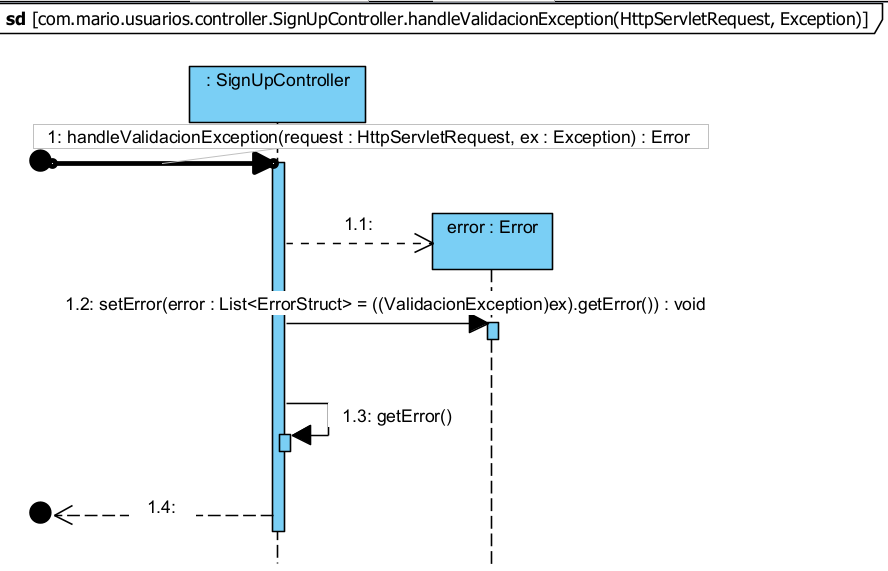 sd [com.mario.usuarios.controller.SignUpController.handleValidacionException(HttpServletRequest, Exception)]
: SignUpController
1: handleValidacionException(request : HttpServletRequest, ex : Exception) : Error
1.1:
error : Error
1.2: setError(error : List<ErrorStruct> = ((ValidacionException)ex).getError()) : void
1.3: getError()
1.4: